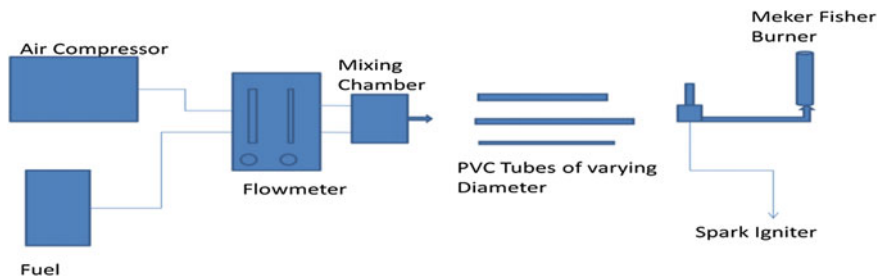 Air Compressor
Fuel
Flowmeter
Mixing
Chamber
PVC Tubes of varying
Diameter
Meker Fisher
Burner
Spark Igniter